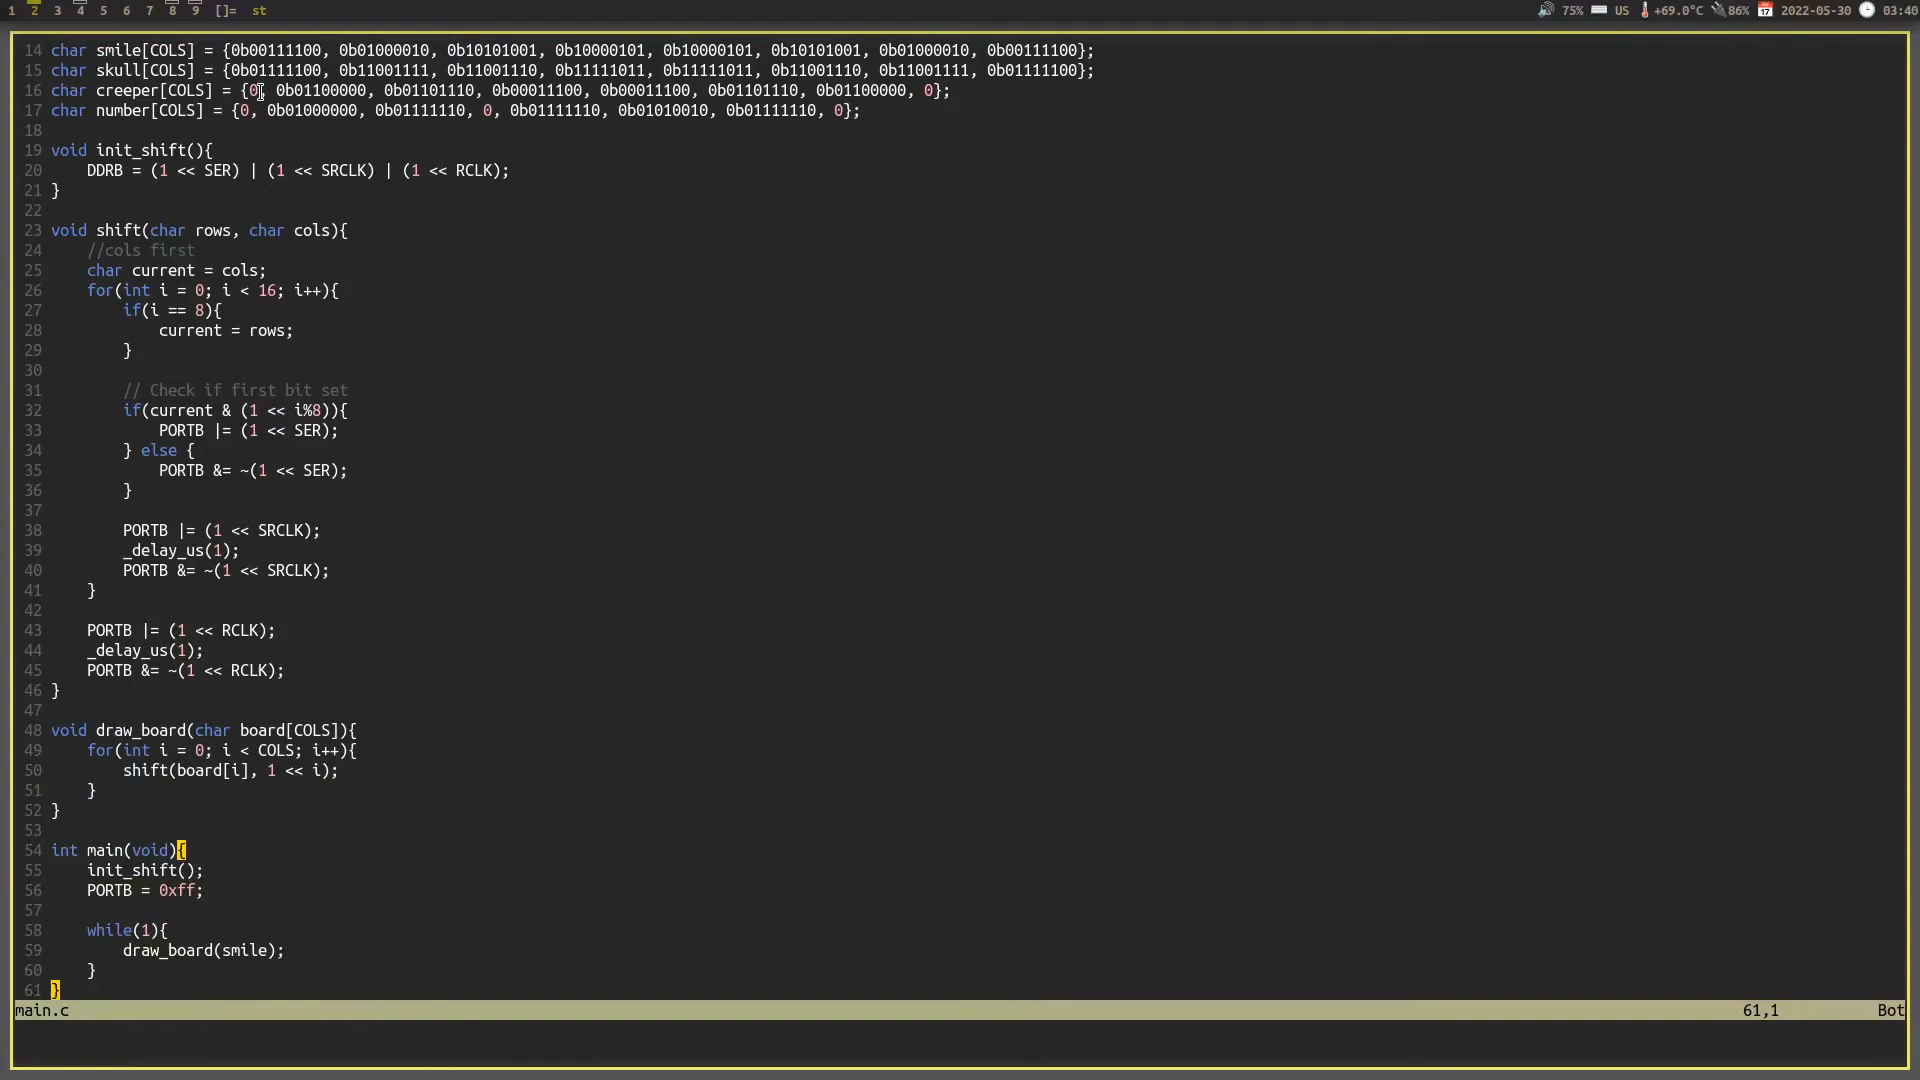 1 2 3 4 5 6 7 8 9 []= st 75% US +69.0°C 86% 2022-05-30 03:40
14 char smile[COLS] = {0b00111100, 0b01000010, 0b10101001, 0b10000101, 0b10000101, 0b10101001, 0b01000010, 0b00111100};
15 char skull[COLS] = {0b01111100, 0b11001111, 0b11001110, 0b11111011, 0b11111011, 0b11001110, 0b11001111, 0b01111100};
16 char creeper[COLS] = {0, 0b01100000, 0b01101110, 0b00011100, 0b00011100, 0b01101110, 0b01100000, 0};
17 char number[COLS] = {0, 0b01000000, 0b01111110, 0, 0b01111110, 0b01010010, 0b01111110, 0};
18
19 void init_shift(){
20     DDRB = (1 << SER) | (1 << SRCLK) | (1 << RCLK);
21 }
22
23 void shift(char rows, char cols){
24     //cols first
25     char current = cols;
26     for(int i = 0; i < 16; i++){
27         if(i == 8){
28             current = rows;
29         }
30
31         // Check if first bit set
32         if(current & (1 << i%8)){
33             PORTB |= (1 << SER);
34         } else {
35             PORTB &= ~(1 << SER);
36         }
37
38         PORTB |= (1 << SRCLK);
39         _delay_us(1);
40         PORTB &= ~(1 << SRCLK);
41     }
42
43     PORTB |= (1 << RCLK);
44     _delay_us(1);
45     PORTB &= ~(1 << RCLK);
46 }
47
48 void draw_board(char board[COLS]){
49     for(int i = 0; i < COLS; i++){
50         shift(board[i], 1 << i);
51     }
52 }
53
54 int main(void){
55     init_shift();
56     PORTB = 0xff;
57
58     while(1){
59         draw_board(smile);
60     }
61 }
main.c 61,1 Bot